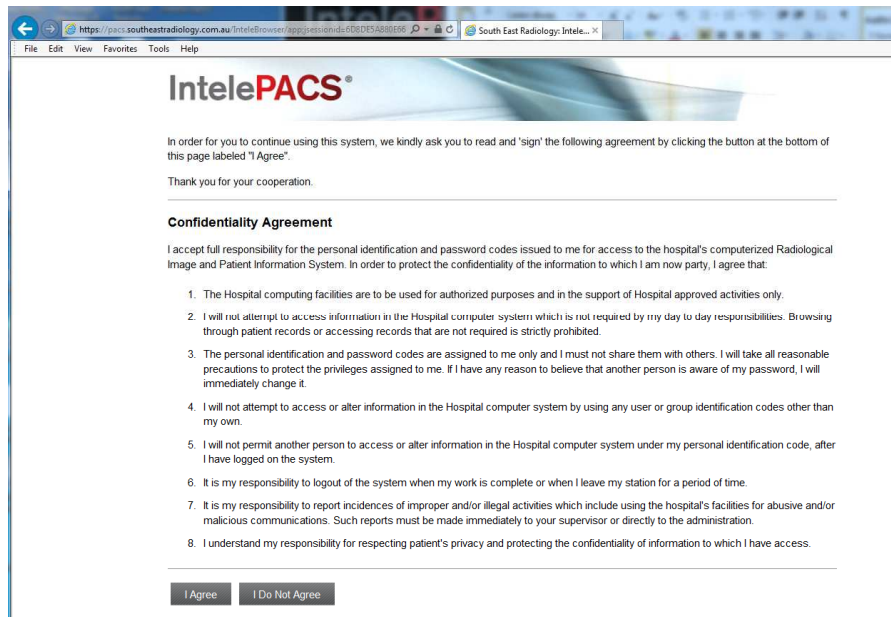 https://pacs.southeastradiology.com.au/InteleBrowser/app;jsessionid=6D8DE5A880F66
South East Radiology: Intele...
File Edit View Favorites Tools Help
IntelePACS®
In order for you to continue using this system, we kindly ask you to read and 'sign' the following agreement by clicking the button at the bottom of
this page labeled "I Agree".
Thank you for your cooperation.
Confidentiality Agreement
I accept full responsibility for the personal identification and password codes issued to me for access to the hospital's computerized Radiological
Image and Patient Information System. In order to protect the confidentiality of the information to which I am now party, I agree that:
1. The Hospital computing facilities are to be used for authorized purposes and in the support of Hospital approved activities only.
2. I will not attempt to access information in the Hospital computer system which is not required by my day to day responsibilities. Browsing
through patient records or accessing records that are not required is strictly prohibited.
3. The personal identification and password codes are assigned to me only and I must not share them with others. I will take all reasonable
precautions to protect the privileges assigned to me. If I have any reason to believe that another person is aware of my password, I will
immediately change it.
4. I will not attempt to access or alter information in the Hospital computer system by using any user or group identification codes other than
my own.
5. I will not permit another person to access or alter information in the Hospital computer system under my personal identification code, after
I have logged on the system.
6. It is my responsibility to logout of the system when my work is complete or when I leave my station for a period of time.
7. It is my responsibility to report incidences of improper and/or illegal activities which include using the hospital's facilities for abusive and/or
malicious communications. Such reports must be made immediately to your supervisor or directly to the administration.
8. I understand my responsibility for respecting patient's privacy and protecting the confidentiality of information to which I have access.
I Agree I Do Not Agree